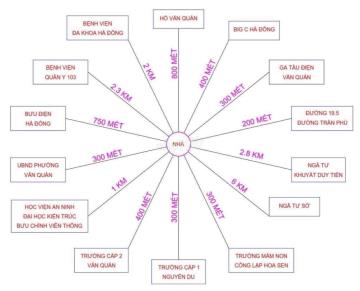 BỆNH VIỆN
ĐA KHOA HÀ ĐÔNG
HỒ VĂN QUÁN
BIG C HÀ ĐÔNG
BỆNH VIỆN
QUÂN Y 103
GA TÀU ĐIỆN
VĂN QUÁN
2 KM
800 MÉT
400 MÉT
2.3 KM
300 MÉT
BƯU ĐIỆN
HÀ ĐÔNG
750 MÉT
200 MÉT
ĐƯỜNG 19.5
ĐƯỜNG TRẦN PHÚ
NHÀ
UBND PHƯỜNG
VĂN QUÁN
300 MÉT
2.8 KM
NGÃ TƯ
KHUYẤT DUY TIẾN
HỌC VIỆN AN NINH
ĐẠI HỌC KIẾN TRÚC
BƯU CHÍNH VIỄN THÔNG
1 KM
400 MÉT
300 MÉT
300 MÉT
6 KM
NGÃ TƯ SỞ
TRƯỜNG CẤP 2
VĂN QUÁN
TRƯỜNG CẤP 1
NGUYỄN DU
TRƯỜNG MẦM NON
CÔNG LẬP HOA SEN